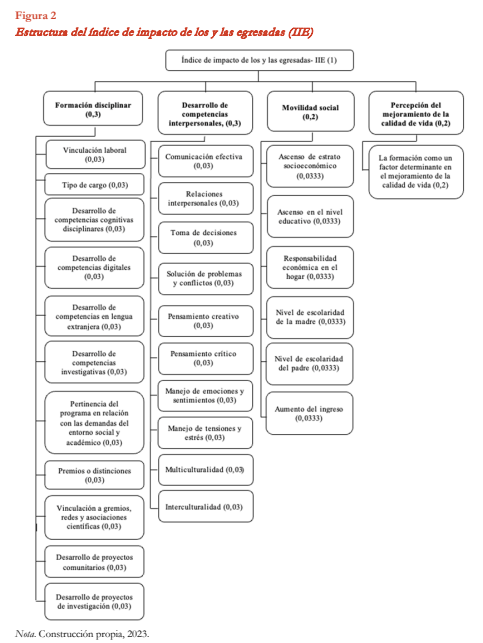 Figura 2
Estructura del índice de impacto de los y las egresadas (IIE)
Índice de impacto de los y las egresadas- IIE (1)
Formación disciplinar
(0,3)
Vinculación laboral
(0,03)
Tipo de cargo (0,03)
Desarrollo de
competencias cognitivas
disciplinares (0,03)
Desarrollo de
competencias digitales
(0,03)
Desarrollo de
competencias en lengua
extranjera (0,03)
Desarrollo de
competencias
investigativas (0,03)
Pertinencia del
programa en relación
con las demandas del
entorno social y
académico (0,03)
Premios o distinciones
(0,03)
Vinculación a gremios,
redes y asociaciones
científicas (0,03)
Desarrollo de proyectos
comunitarios (0,03)
Desarrollo de proyectos
de investigación (0,03)
Desarrollo de
competencias
interpersonales, (0,3)
Comunicación efectiva
(0,03)
Relaciones
interpersonales (0,03)
Toma de decisiones
(0,03)
Solución de problemas
y conflictos (0,03)
Pensamiento creativo
(0,03)
Pensamiento crítico
(0,03)
Manejo de emociones y
sentimientos (0,03)
Manejo de tensiones y
estrés (0,03)
Multiculturalidad (0,03)
Interculturalidad (0,03)
Movilidad social
(0,2)
Ascenso de estrato
socioeconómico
(0,0333)
Ascenso en el nivel
educativo (0,0333)
Responsabilidad
económica en el
hogar (0,0333)
Nivel de escolaridad
de la madre (0,0333)
Nivel de escolaridad
del padre (0,0333)
Aumento del ingreso
(0,0333)
Percepción del
mejoramiento de la
calidad de vida (0,2)
La formación como un
factor determinante en
el mejoramiento de la
calidad de vida (0,2)
Nota. Construcción propia, 2023.